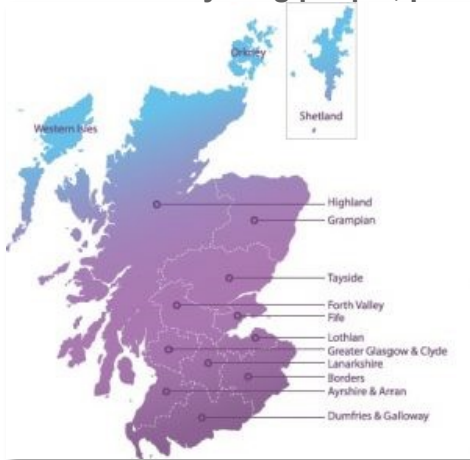 Orkney
Western Isles
Shetland
Highland
Grampian
Tayside
Forth Valley
Fife
Lothian
Greater Glasgow & Clyde
Lanarkshire
Borders
Ayrshire & Arran
Dumfries & Galloway